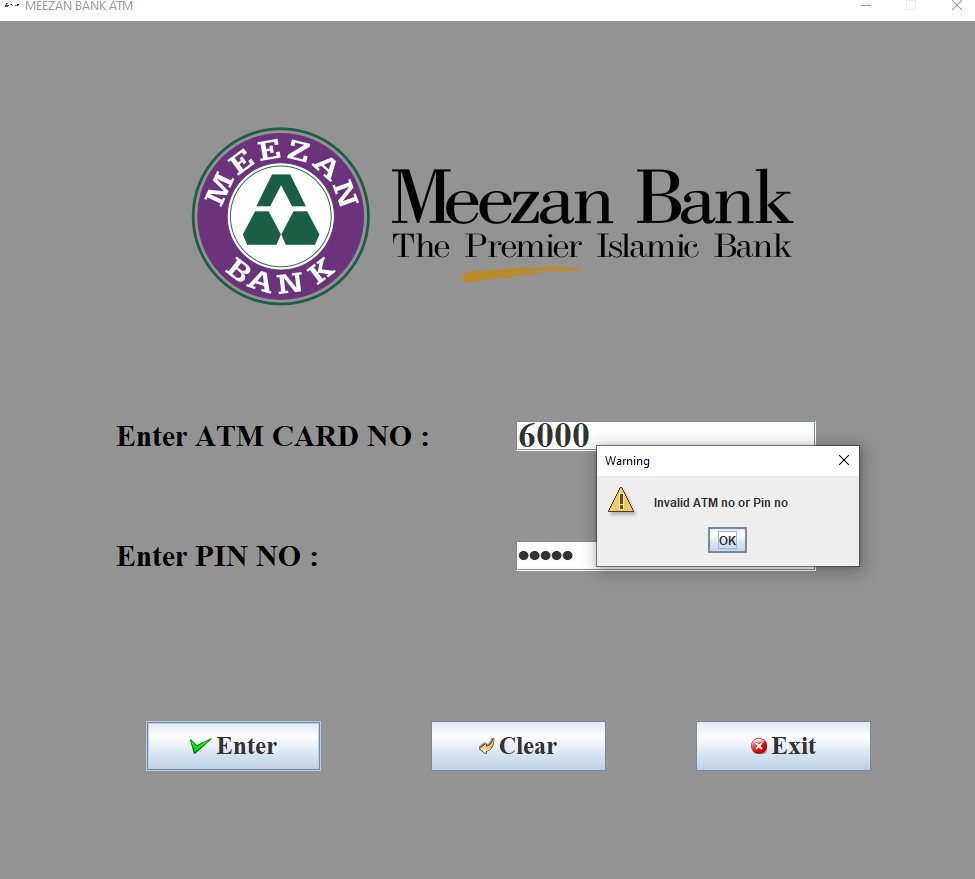 MEEZAN BANK ATM
MEEZAN
BANK
Meezan Bank
The Premier Islamic Bank
Enter ATM CARD NO :
6000
Warning
Invalid ATM no or Pin no
OK
Enter PIN NO :
•••••
Enter
Clear
Exit